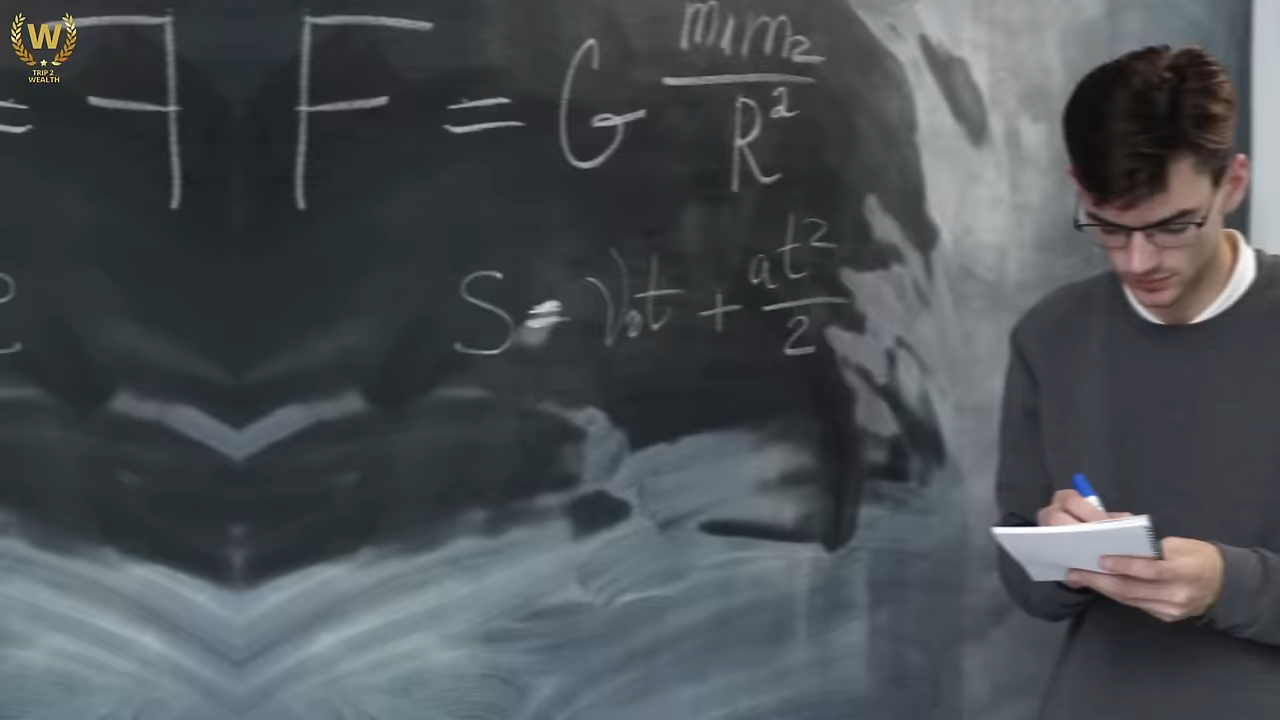 W
TRIP 2
WEALTH
F = G m₁m₂ / R²
S = V₀t + at² / 2